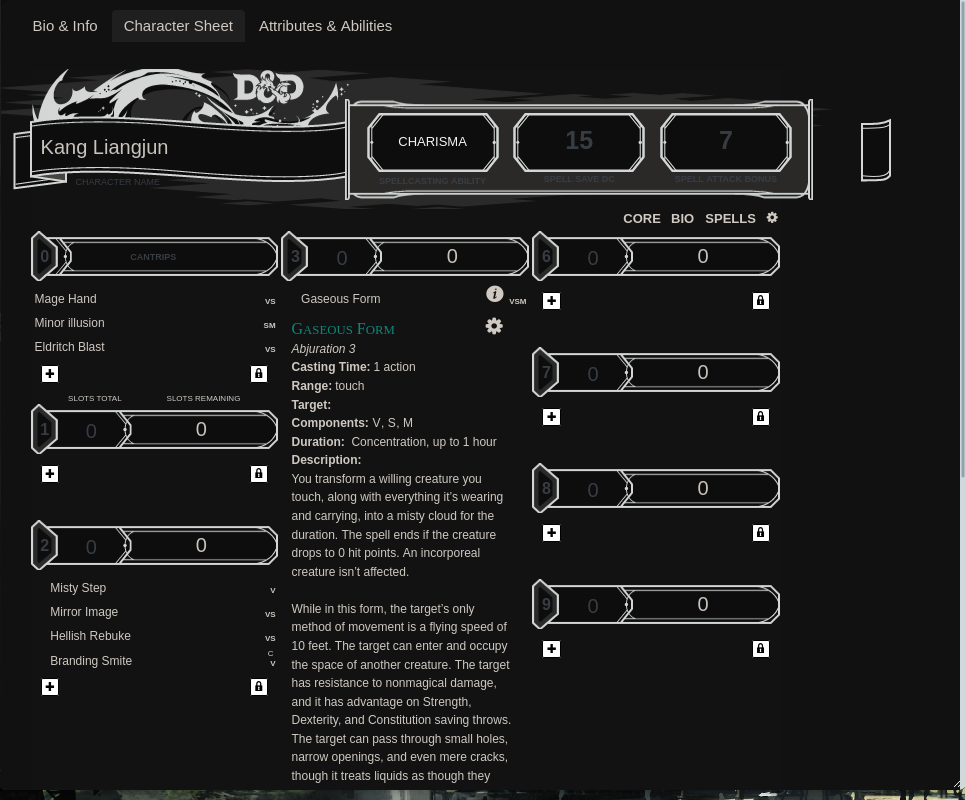 Bio & Info Character Sheet Attributes & Abilities
D&D
Kang Liangjun
CHARACTER NAME
CHARISMA 15 7
SPELLCASTING ABILITY SPELL SAVE DC SPELL ATTACK BONUS
CORE BIO SPELLS
0 CANTRIPS
Mage Hand VS
Minor illusion SM
Eldritch Blast VS
SLOTS TOTAL SLOTS REMAINING
1 0 0
2 0 0
Misty Step V
Mirror Image VS
Hellish Rebuke VS
C
Branding Smite V
3 0 0
Gaseous Form VSM
Gaseous Form
Abjuration 3
Casting Time: 1 action
Range: touch
Target:
Components: V, S, M
Duration: Concentration, up to 1 hour
Description:
You transform a willing creature you
touch, along with everything it's wearing
and carrying, into a misty cloud for the
duration. The spell ends if the creature
drops to 0 hit points. An incorporeal
creature isn't affected.
While in this form, the target's only
method of movement is a flying speed of
10 feet. The target can enter and occupy
the space of another creature. The target
has resistance to nonmagical damage,
and it has advantage on Strength,
Dexterity, and Constitution saving throws.
The target can pass through small holes,
narrow openings, and even mere cracks,
though it treats liquids as though they
6 0 0
7 0 0
8 0 0
9 0 0